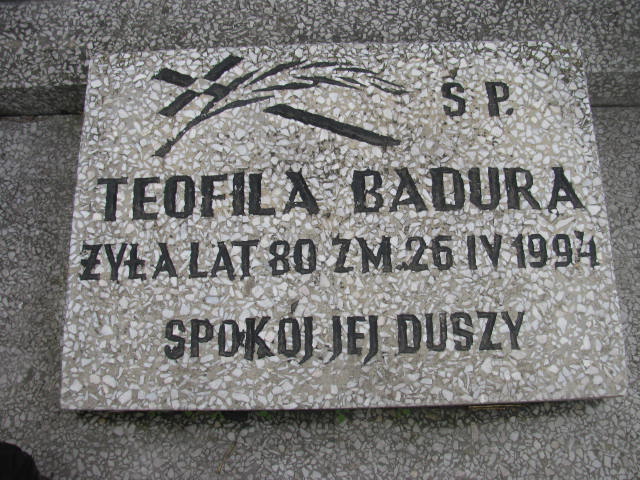 Ś P.
TEOFILA BADURA
ŻYŁA LAT 80 ZM. 26 IV 1994
SPOKÓJ JEJ DUSZY